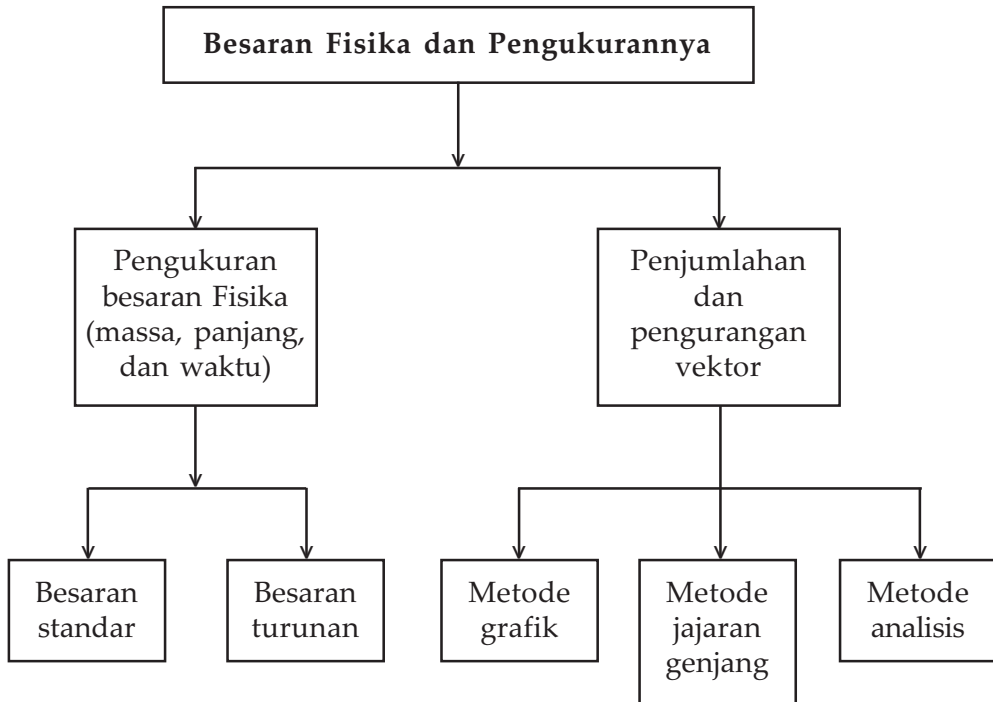 Besaran Fisika dan Pengukurannya
Pengukuran
besaran Fisika
(massa, panjang,
dan waktu)
Penjumlahan
dan
pengurangan
vektor
Besaran
standar
Besaran
turunan
Metode
grafik
Metode
jajaran
genjang
Metode
analisis